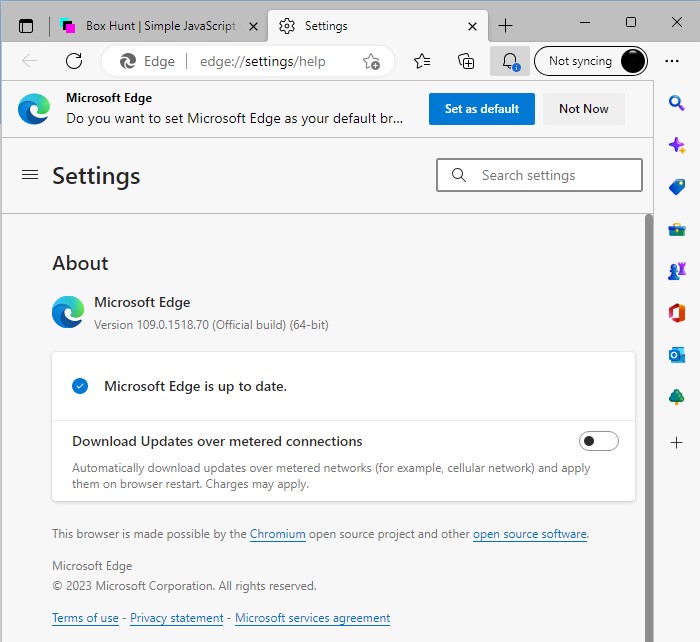 Box Hunt | Simple JavaScript
Settings
Edge
edge://settings/help
Not syncing
Microsoft Edge
Do you want to set Microsoft Edge as your default br...
Set as default
Not Now
Settings
Search settings
About
Microsoft Edge
Version 109.0.1518.70 (Official build) (64-bit)
Microsoft Edge is up to date.
Download Updates over metered connections
Automatically download updates over metered networks (for example, cellular network) and apply
them on browser restart. Charges may apply.
This browser is made possible by the Chromium open source project and other open source software.
Microsoft Edge
© 2023 Microsoft Corporation. All rights reserved.
Terms of use - Privacy statement - Microsoft services agreement